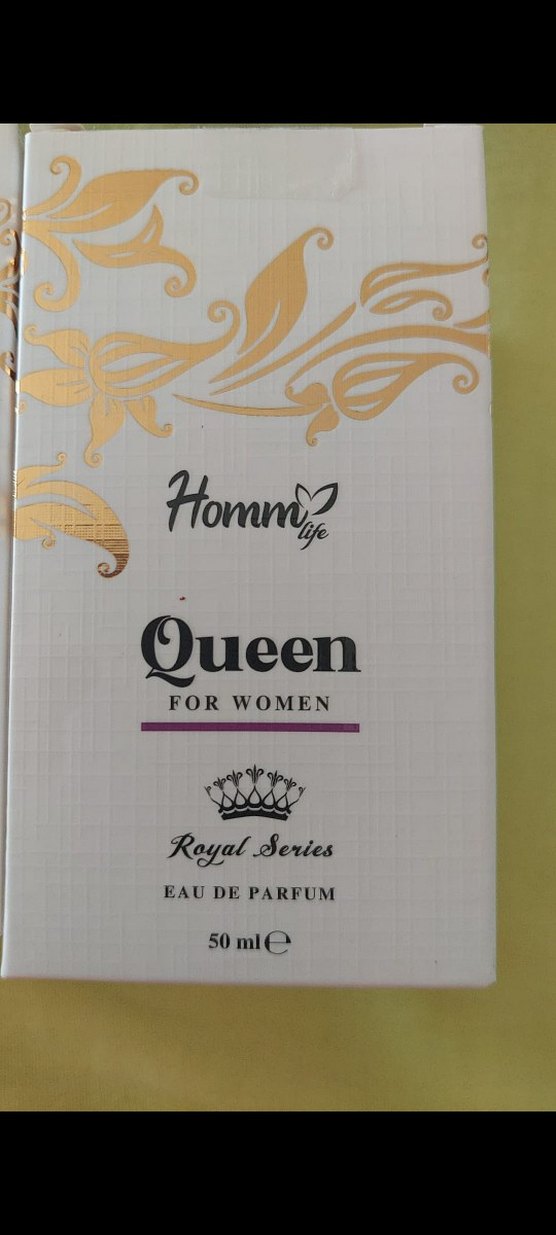 Homm
life
Queen
FOR WOMEN
Royal Series
EAU DE PARFUM
50 ml ℮